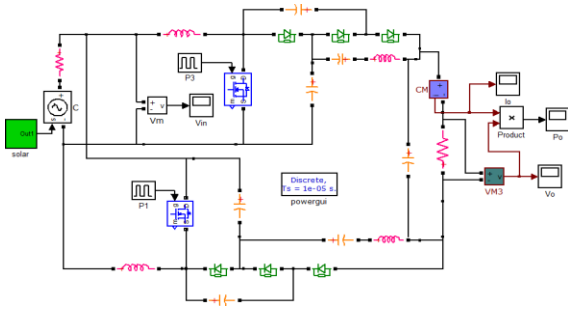 P3
CM
Io
C
Vm
Vin
Product
Po
Out1
solar
Discrete,
Ts = 1e-05 s.
powergui
P1
VM3
Vo